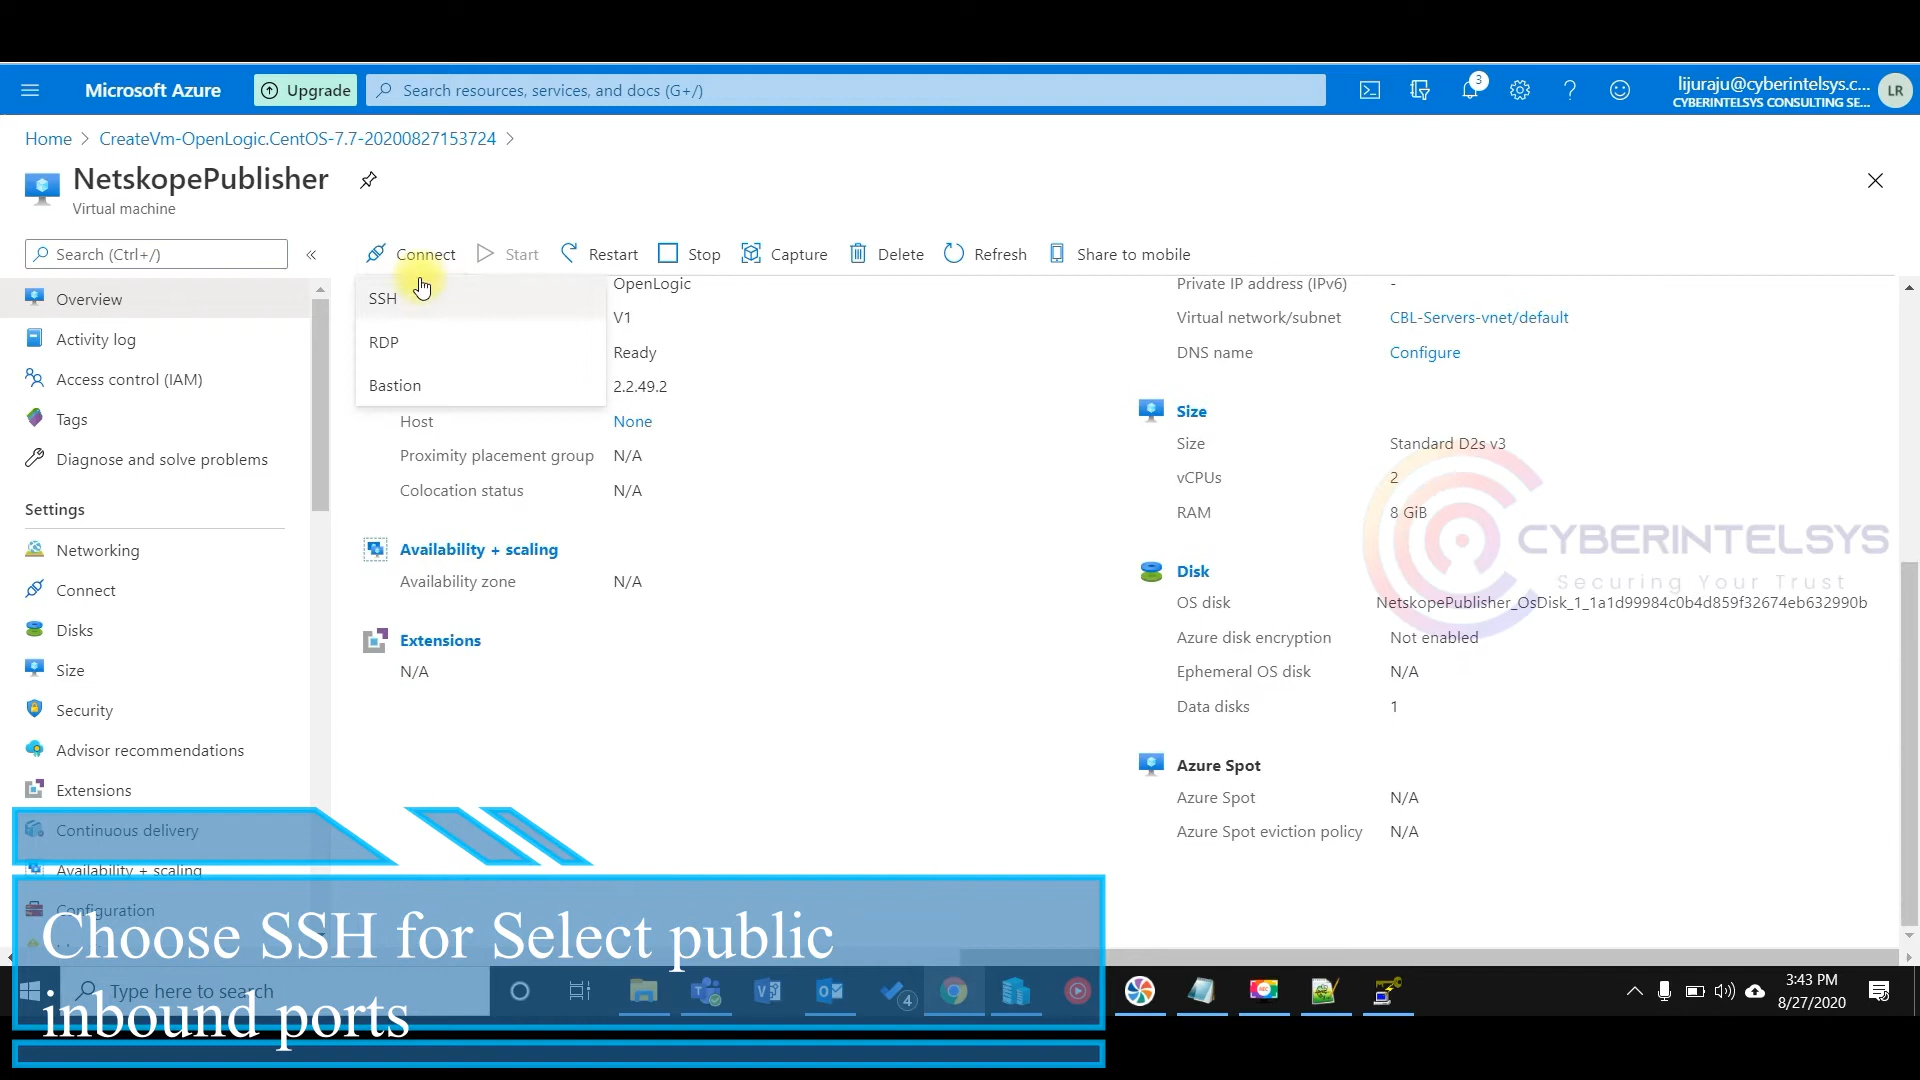 Microsoft Azure
Upgrade
Search resources, services, and docs (G+/)
3
lijuraju@cyberintelsys.c...
CYBERINTELSYS CONSULTING SE...
LR
Home > CreateVm-OpenLogic.CentOS-7.7-20200827153724 >
NetskopePublisher
Virtual machine
Search (Ctrl+/)
«
Connect
Start
Restart
Stop
Capture
Delete
Refresh
Share to mobile
Overview
Activity log
Access control (IAM)
Tags
Diagnose and solve problems
Settings
Networking
Connect
Disks
Size
Security
Advisor recommendations
Extensions
Continuous delivery
Availability + scaling
Configuration
SSH
RDP
Bastion
OpenLogic
V1
Ready
2.2.49.2
Host None
Proximity placement group N/A
Colocation status N/A
Availability + scaling
Availability zone N/A
Extensions
N/A
Private IP address (IPv6) -
Virtual network/subnet CBL-Servers-vnet/default
DNS name Configure
Size
Size Standard D2s v3
vCPUs 2
RAM 8 GiB
Disk
OS disk NetskopePublisher_OsDisk_1_1a1d99984c0b4d859f32674eb632990b
Azure disk encryption Not enabled
Ephemeral OS disk N/A
Data disks 1
Azure Spot
Azure Spot N/A
Azure Spot eviction policy N/A
CYBERINTELSYS
Securing Your Trust
Choose SSH for Select public
inbound ports
Type here to search
4
3:43 PM
8/27/2020